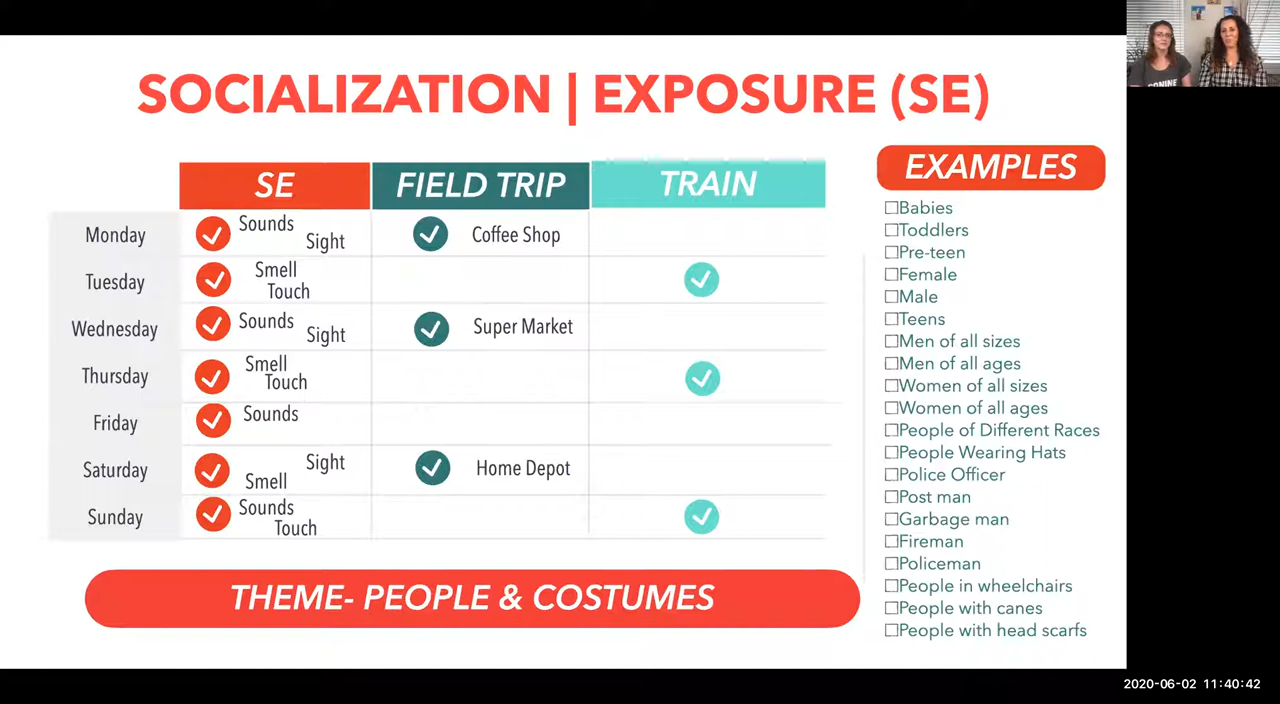 SOCIALIZATION | EXPOSURE (SE)
SE FIELD TRIP TRAIN
Monday Sounds Sight Coffee Shop
Tuesday Smell Touch
Wednesday Sounds Sight Super Market
Thursday Smell Touch
Friday Sounds
Saturday Sight Smell Home Depot
Sunday Sounds Touch
THEME- PEOPLE & COSTUMES
EXAMPLES
Babies
Toddlers
Pre-teen
Female
Male
Teens
Men of all sizes
Men of all ages
Women of all sizes
Women of all ages
People of Different Races
People Wearing Hats
Police Officer
Post man
Garbage man
Fireman
Policeman
People in wheelchairs
People with canes
People with head scarfs
2020-06-02 11:40:42